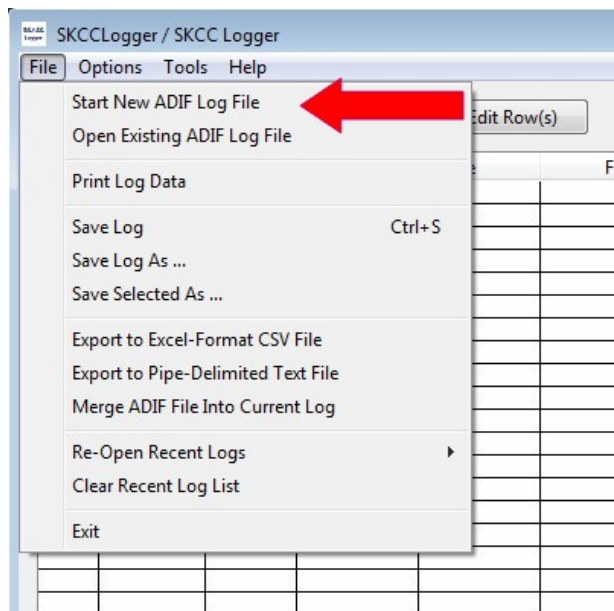 SKCCLogger / SKCC Logger
File Options Tools Help
Start New ADIF Log File
Edit Row(s)
Open Existing ADIF Log File
Print Log Data
Save Log Ctrl+S
Save Log As ...
Save Selected As ...
Export to Excel-Format CSV File
Export to Pipe-Delimited Text File
Merge ADIF File Into Current Log
Re-Open Recent Logs
Clear Recent Log List
Exit